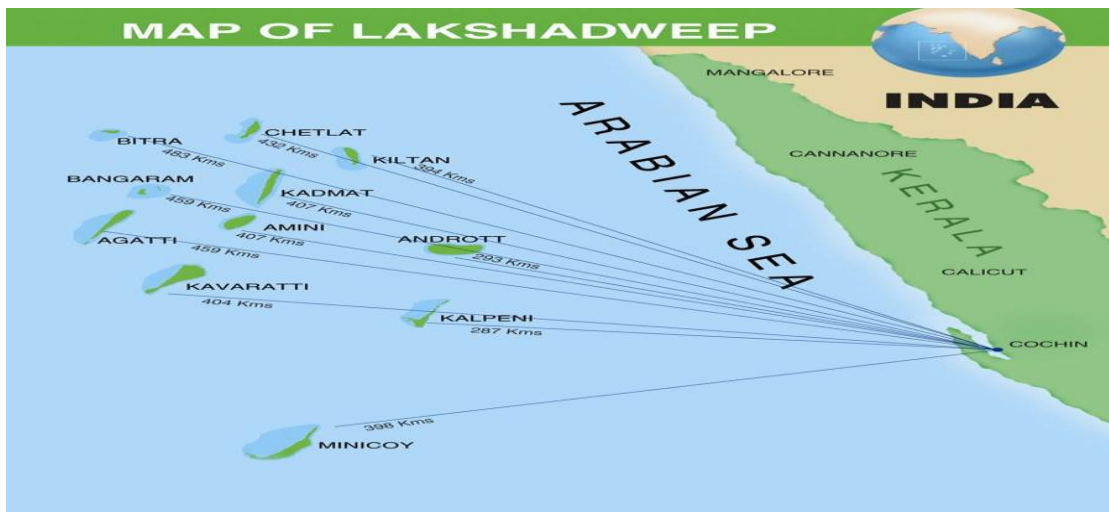 MAP OF LAKSHADWEEP
INDIA
MANGALORE
CANNANORE
KERALA
CALICUT
COCHIN
ARABIAN SEA
BITRA
483 Kms
CHETLAT
432 Kms
KILTAN
394 Kms
BANGARAM
459 Kms
KADMAT
407 Kms
AGATTI
459 Kms
AMINI
407 Kms
ANDROTT
293 Kms
KAVARATTI
404 Kms
KALPENI
287 Kms
398 Kms
MINICOY